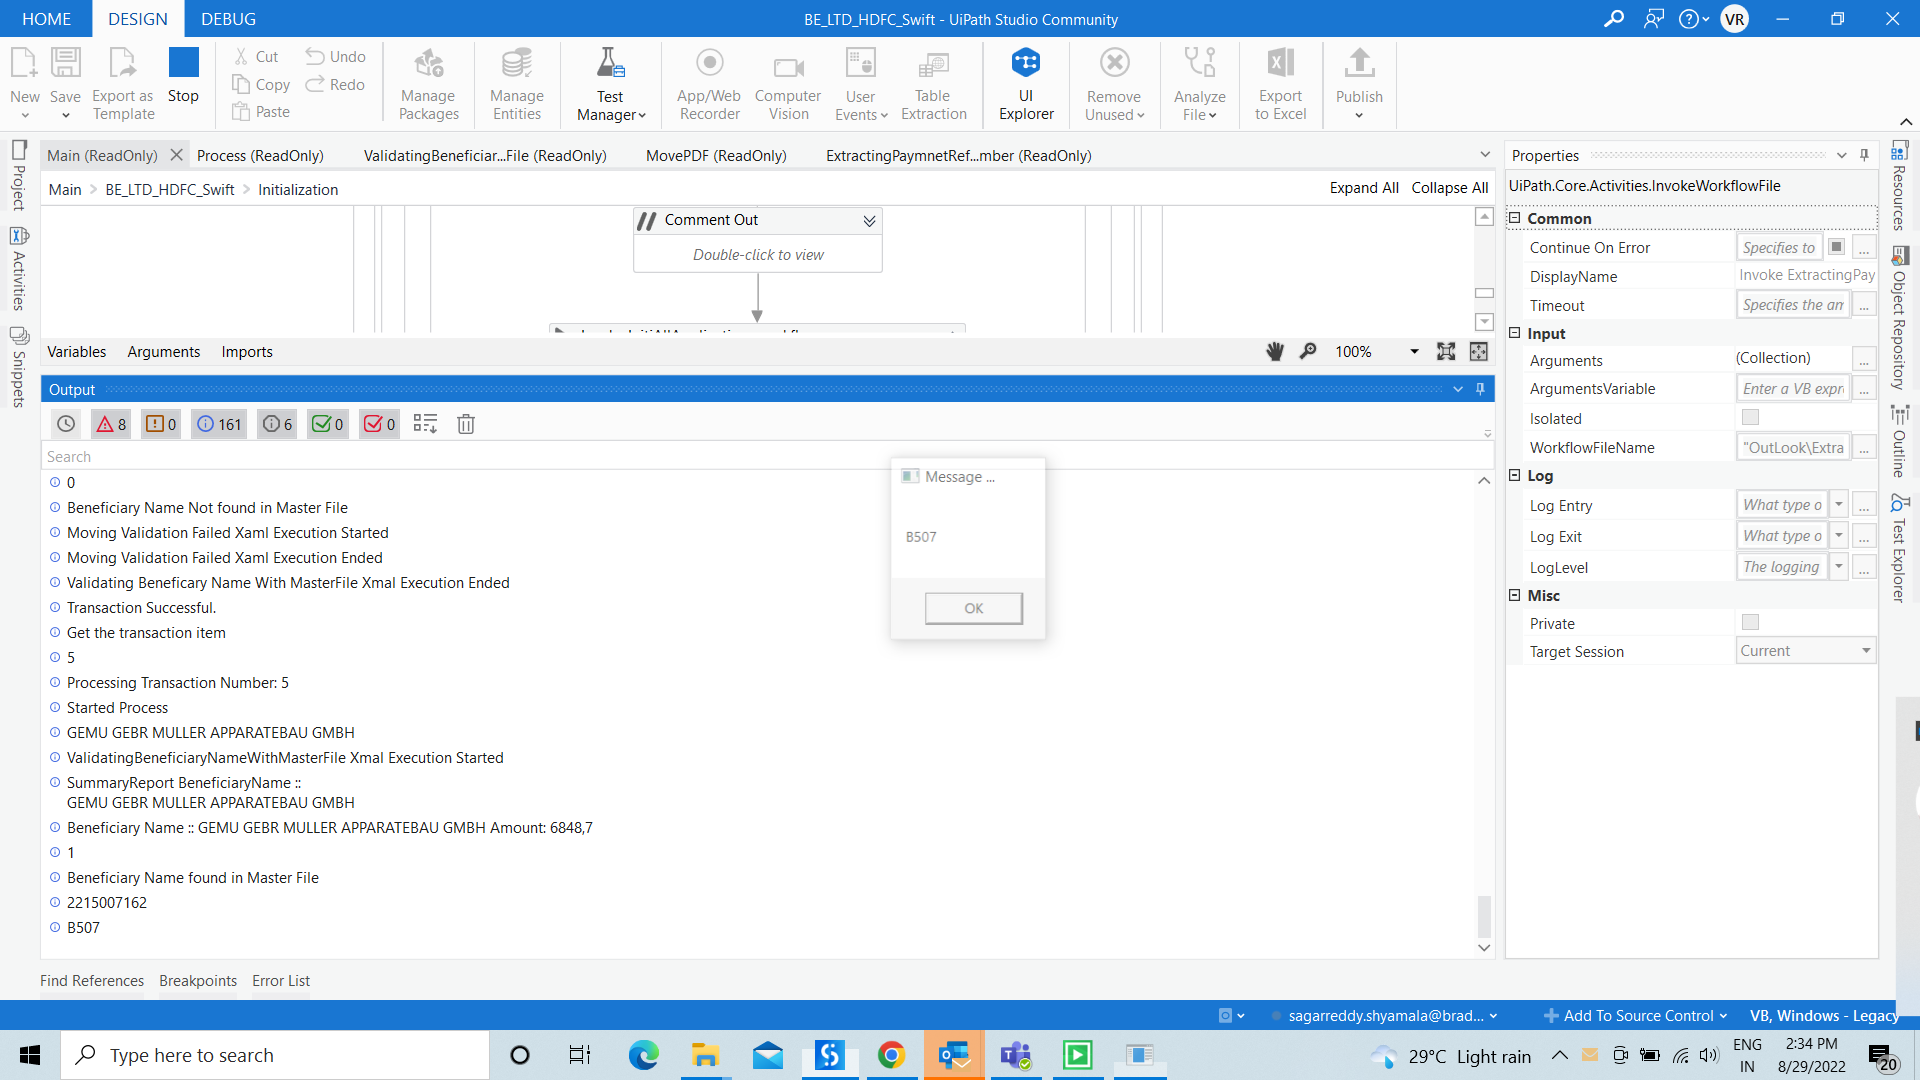 HOME DESIGN DEBUG BE_LTD_HDFC_Swift - UiPath Studio Community VR
New Save Export as Template Stop
Cut Copy Paste Undo Redo
Manage Packages Manage Entities Test Manager App/Web Recorder Computer Vision User Events Table Extraction UI Explorer Remove Unused Analyze File Export to Excel Publish
Main (ReadOnly) Process (ReadOnly) ValidatingBeneficiar...File (ReadOnly) MovePDF (ReadOnly) ExtractingPaymnetRef...mber (ReadOnly)
Main > BE_LTD_HDFC_Swift > Initialization Expand All Collapse All
Project
Activities
Snippets
Comment Out
Double-click to view
Variables Arguments Imports 100%
Output
8 0 161 6 0 0
Search
0
Beneficiary Name Not found in Master File
Moving Validation Failed Xaml Execution Started
Moving Validation Failed Xaml Execution Ended
Validating Beneficary Name With MasterFile Xmal Execution Ended
Transaction Successful.
Get the transaction item
5
Processing Transaction Number: 5
Started Process
GEMU GEBR MULLER APPARATEBAU GMBH
ValidatingBeneficiaryNameWithMasterFile Xmal Execution Started
SummaryReport BeneficiaryName ::
GEMU GEBR MULLER APPARATEBAU GMBH
Beneficiary Name :: GEMU GEBR MULLER APPARATEBAU GMBH Amount: 6848,7
1
Beneficiary Name found in Master File
2215007162
B507
Message ...
B507
OK
Find References Breakpoints Error List
Properties
UiPath.Core.Activities.InvokeWorkflowFile
Common
Continue On Error Specifies to ...
DisplayName Invoke ExtractingPay
Timeout Specifies the am ...
Input
Arguments (Collection) ...
ArgumentsVariable Enter a VB expre ...
Isolated
WorkflowFileName "OutLook\Extra ...
Log
Log Entry What type o ...
Log Exit What type o ...
LogLevel The logging ...
Misc
Private
Target Session Current
Resources
Object Repository
Outline
Test Explorer
sagarreddy.shyamala@brad... Add To Source Control VB, Windows - Legacy
Type here to search
29°C Light rain
ENG
IN
2:34 PM
8/29/2022
20